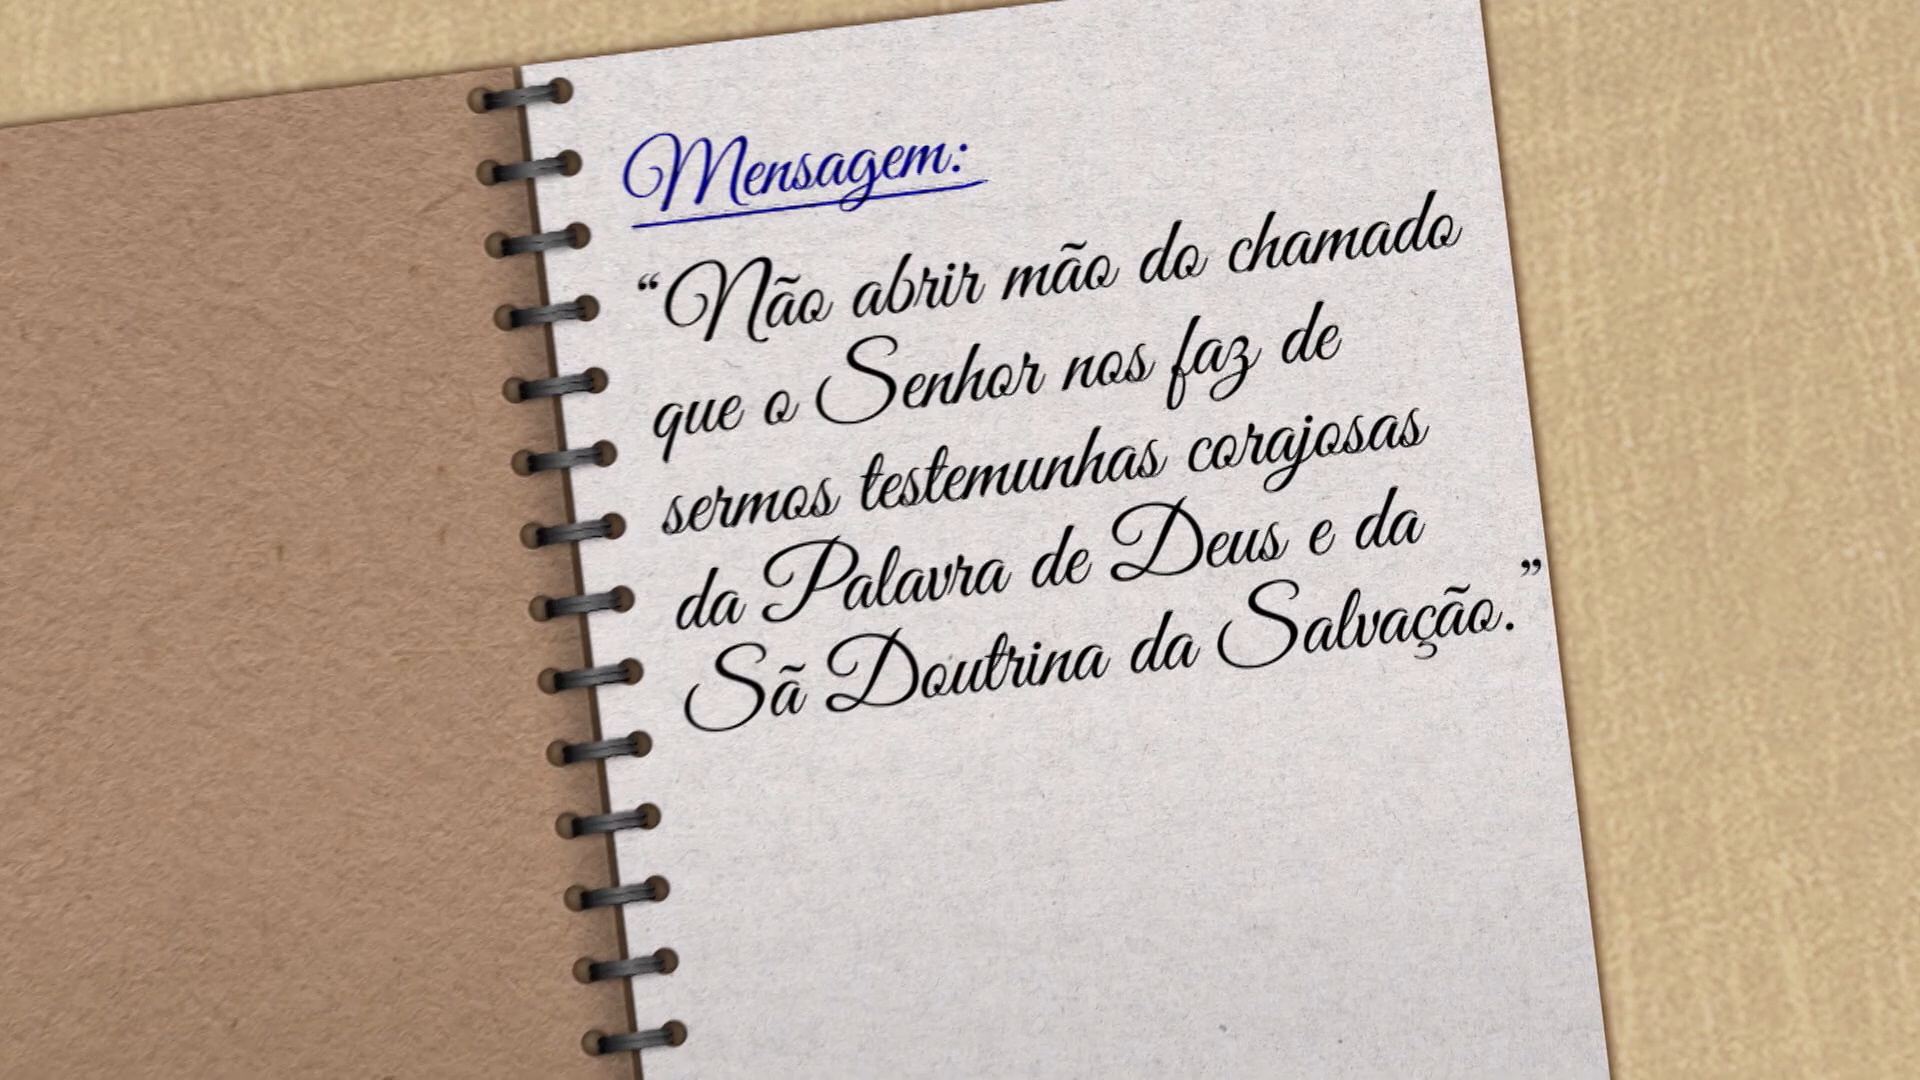 Mensagem:
“Não abrir mão do chamado
que o Senhor nos faz de
sermos testemunhas corajosas
da Palavra de Deus e da
Sã Doutrina da Salvação.”